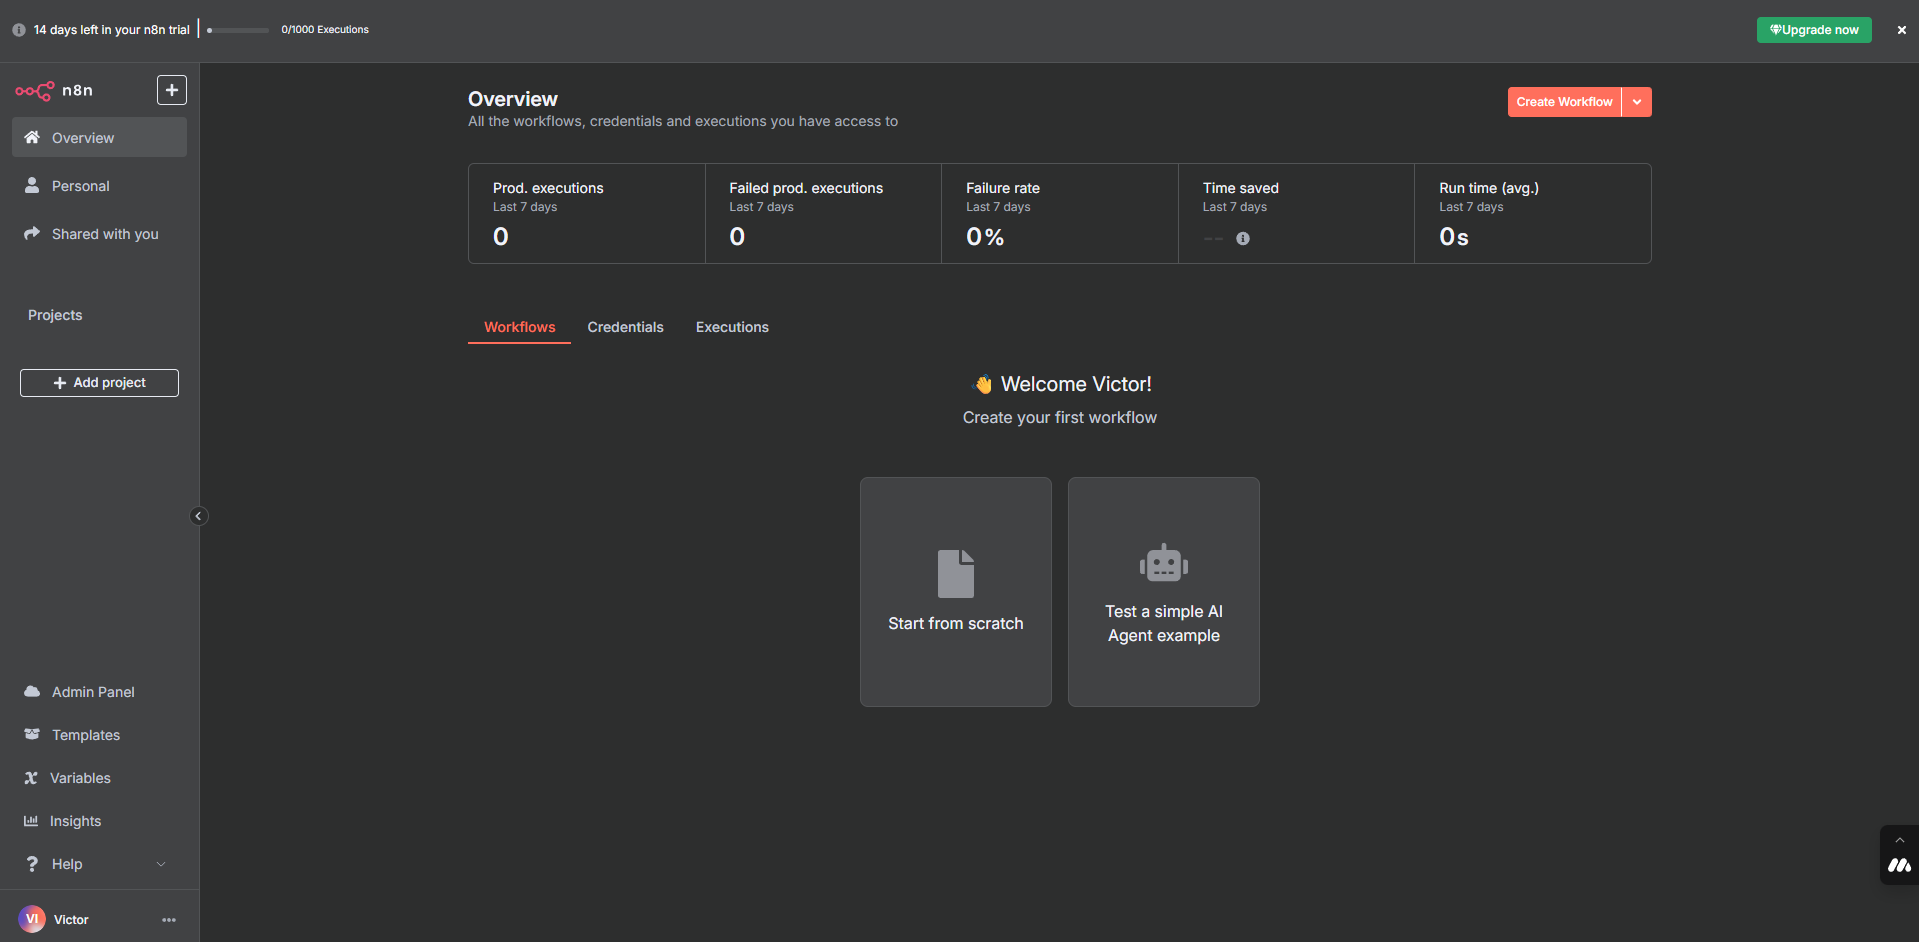 14 days left in your n8n trial
0/1000 Executions
Upgrade now
n8n
Overview
Personal
Shared with you
Projects
Add project
Admin Panel
Templates
Variables
Insights
Help
VI
Victor
Overview
All the workflows, credentials and executions you have access to
Create Workflow
Prod. executions
Last 7 days
0
Failed prod. executions
Last 7 days
0
Failure rate
Last 7 days
0%
Time saved
Last 7 days
--
Run time (avg.)
Last 7 days
0s
Workflows
Credentials
Executions
👋 Welcome Victor!
Create your first workflow
Start from scratch
Test a simple AI
Agent example